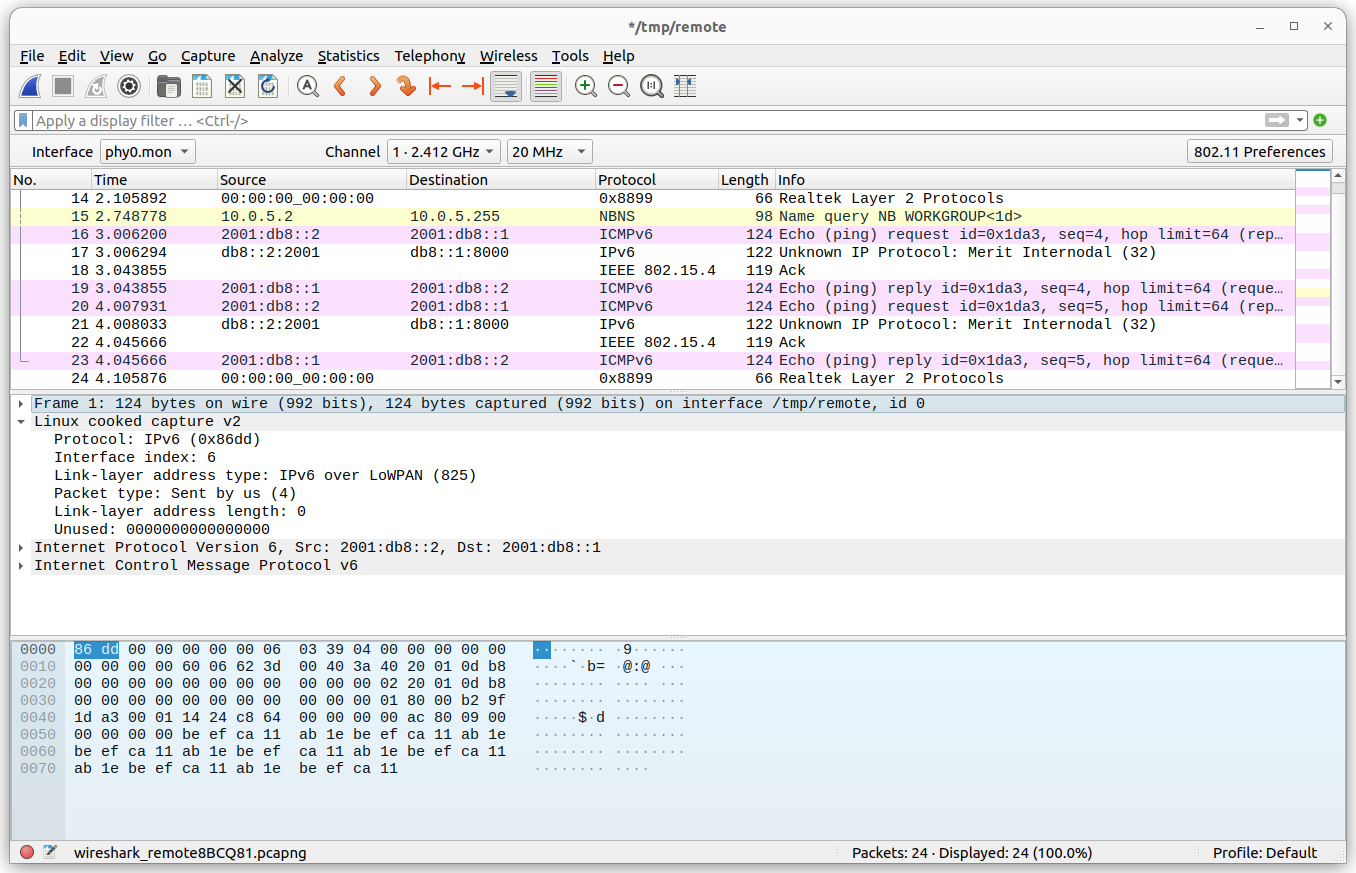 */tmp/remote
File Edit View Go Capture Analyze Statistics Telephony Wireless Tools Help
Apply a display filter … <Ctrl-/>
Interface phy0.mon Channel 1 · 2.412 GHz 20 MHz 802.11 Preferences
No. Time Source Destination Protocol Length Info
14 2.105892 00:00:00_00:00:00 0x8899 66 Realtek Layer 2 Protocols
15 2.748778 10.0.5.2 10.0.5.255 NBNS 98 Name query NB WORKGROUP<1d>
16 3.006200 2001:db8::2 2001:db8::1 ICMPv6 124 Echo (ping) request id=0x1da3, seq=4, hop limit=64 (rep…
17 3.006294 db8::2:2001 db8::1:8000 IPv6 122 Unknown IP Protocol: Merit Internodal (32)
18 3.043855 IEEE 802.15.4 119 Ack
19 3.043855 2001:db8::1 2001:db8::2 ICMPv6 124 Echo (ping) reply id=0x1da3, seq=4, hop limit=64 (reque…
20 4.007931 2001:db8::2 2001:db8::1 ICMPv6 124 Echo (ping) request id=0x1da3, seq=5, hop limit=64 (rep…
21 4.008033 db8::2:2001 db8::1:8000 IPv6 122 Unknown IP Protocol: Merit Internodal (32)
22 4.045666 IEEE 802.15.4 119 Ack
23 4.045666 2001:db8::1 2001:db8::2 ICMPv6 124 Echo (ping) reply id=0x1da3, seq=5, hop limit=64 (reque…
24 4.105876 00:00:00_00:00:00 0x8899 66 Realtek Layer 2 Protocols
Frame 1: 124 bytes on wire (992 bits), 124 bytes captured (992 bits) on interface /tmp/remote, id 0
Linux cooked capture v2
Protocol: IPv6 (0x86dd)
Interface index: 6
Link-layer address type: IPv6 over LoWPAN (825)
Packet type: Sent by us (4)
Link-layer address length: 0
Unused: 0000000000000000
Internet Protocol Version 6, Src: 2001:db8::2, Dst: 2001:db8::1
Internet Control Message Protocol v6
0000 86 dd 00 00 00 00 00 06 03 39 04 00 00 00 00 00 ········ ·9······
0010 00 00 00 00 60 06 62 3d 00 40 3a 40 20 01 0d b8 ····`·b= ·@:@ ···
0020 00 00 00 00 00 00 00 00 00 00 00 02 20 01 0d b8 ········ ···· ···
0030 00 00 00 00 00 00 00 00 00 00 00 01 80 00 b2 9f ········ ········
0040 1d a3 00 01 14 24 c8 64 00 00 00 00 ac 80 09 00 ·····$·d ········
0050 00 00 00 00 be ef ca 11 ab 1e be ef ca 11 ab 1e ········ ········
0060 be ef ca 11 ab 1e be ef ca 11 ab 1e be ef ca 11 ········ ········
0070 ab 1e be ef ca 11 ab 1e be ef ca 11 ········ ····
wireshark_remote8BCQ81.pcapng Packets: 24 · Displayed: 24 (100.0%) Profile: Default